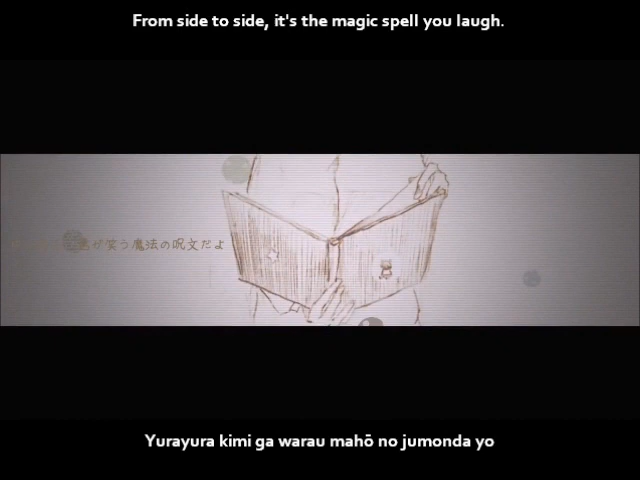 From side to side, it's the magic spell you laugh.
が笑う魔法の呪文だよ
Yurayura kimi ga warau mahō no jumonda yo